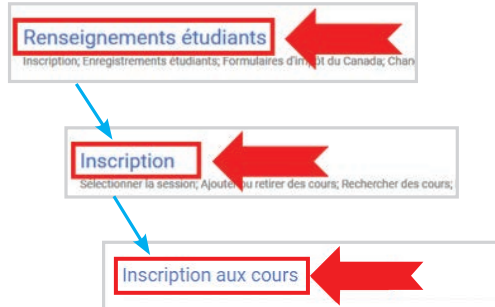 Renseignements étudiants
Inscription; Enregistrements étudiants; Formulaires d'impôt du Canada; Chan
Inscription
Sélectionner la session; Ajouter ou retirer des cours; Rechercher des cours;
Inscription aux cours